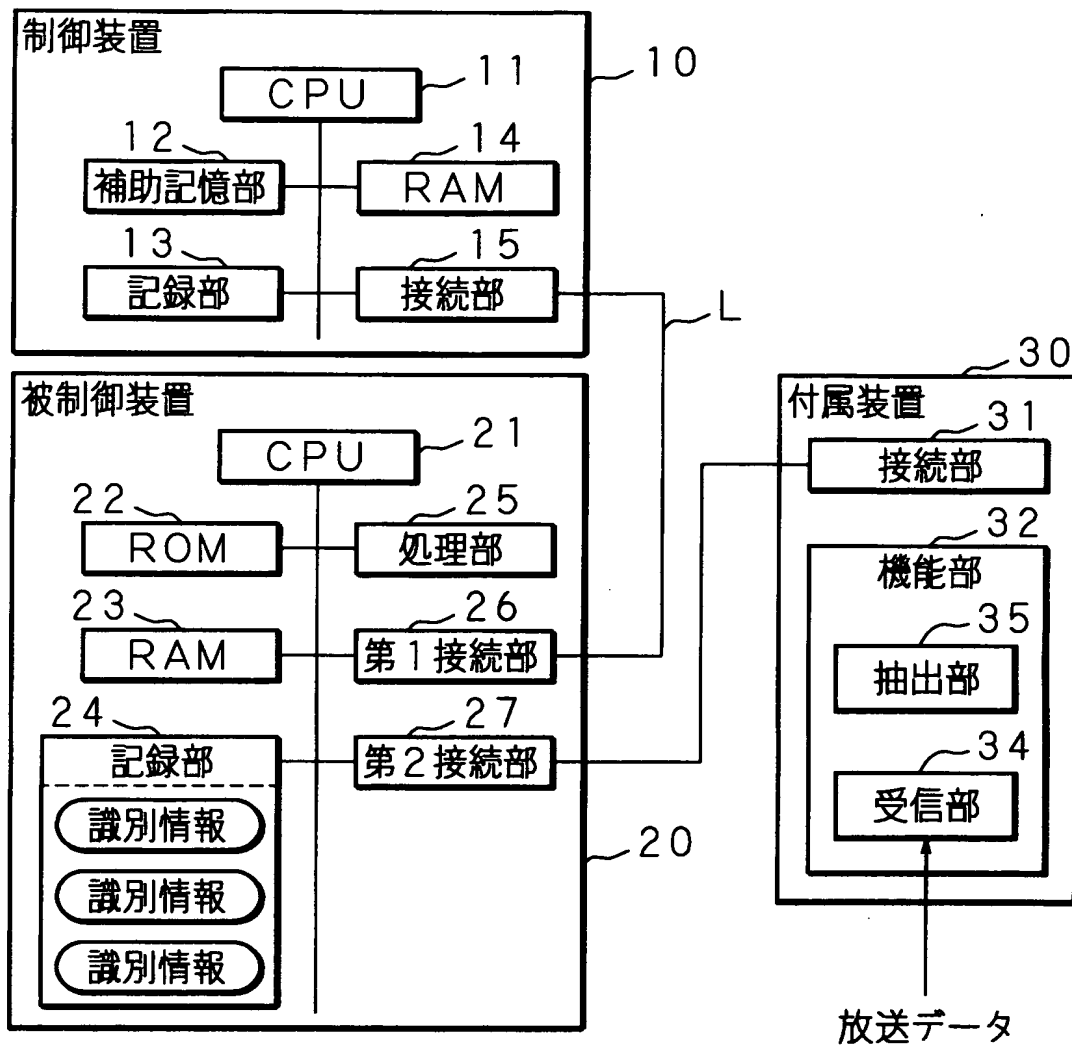 制御装置
10
CPU
11
12
補助記憶部
14
RAM
13
記録部
15
接続部
L
被制御装置
20
CPU
21
22
ROM
25
処理部
23
RAM
26
第1接続部
24
記録部
27
第2接続部
識別情報
識別情報
識別情報
30
付属装置
31
接続部
32
機能部
35
抽出部
34
受信部
放送データ